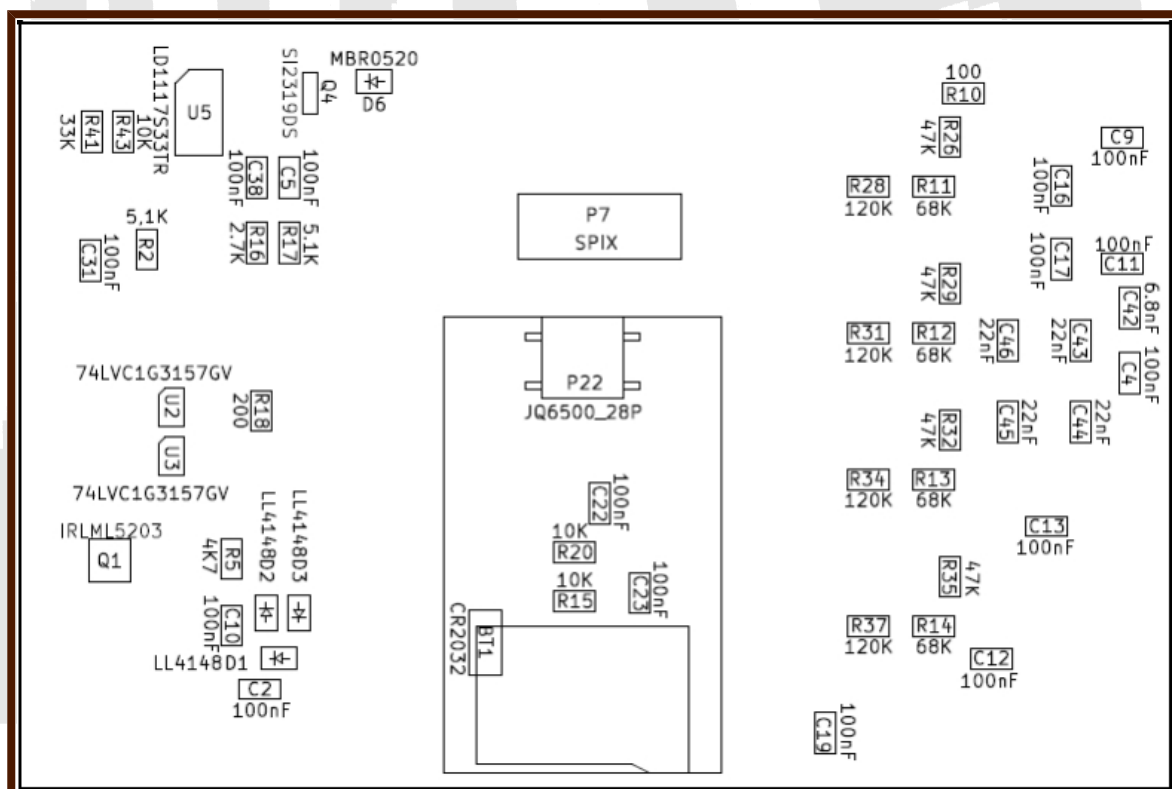 LD1117S33TR
U5
SI2319DS
Q4
MBR0520
D6
33K
R41
R43
10K
100nF
C38
C5
100nF
5,1K
R2
C31
100nF
2.7K
R16
R17
5.1K
P7
SPIX
100
R10
47K
R26
C9
100nF
R28
120K
R11
68K
100nF
C16
100nF
C17
100nF
C11
47K
R29
6.8nF
C42
R31
120K
R12
68K
22nF
C46
22nF
C43
C4
100nF
74LVC1G3157GV
U2
200
R18
U3
74LVC1G3157GV
P22
JQ6500_28P
47K
R32
C45
22nF
C44
22nF
R34
120K
R13
68K
IRLML5203
Q1
4K7
R5
LL4148D2
LL4148D3
C22
100nF
10K
R20
10K
R15
C23
100nF
C13
100nF
R35
47K
100nF
C10
LL4148D1
C2
100nF
CR2032
BT1
R37
120K
R14
68K
C12
100nF
C19
100nF